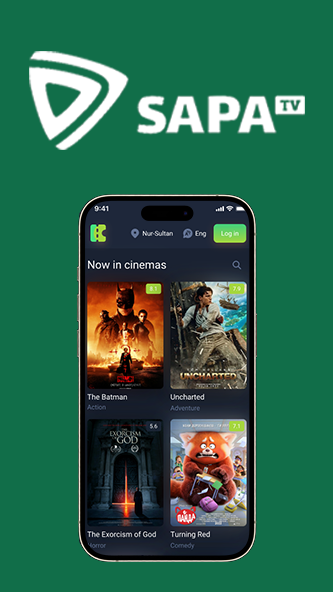 SAPA TV
9:41
Nur-Sultan
Eng
Log in
Now in cinemas
8.1
7.9
UNCHARTED
The Batman
Action
Uncharted
Adventure
THE EXORCISM OF GOD
5.6
7.1
The Exorcism of God
Horror
Turning Red
Comedy